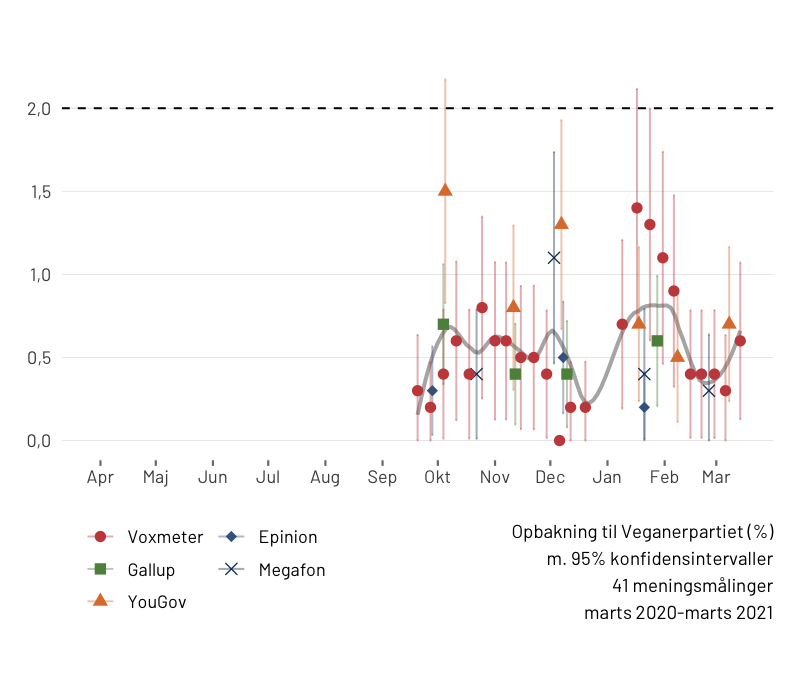 2,0
1,5
1,0
0,5
0,0
Apr Maj Jun Jul Aug Sep Okt Nov Dec Jan Feb Mar
Voxmeter Epinion
Gallup Megafon
YouGov
Opbakning til Veganerpartiet (%)
m. 95% konfidensintervaller
41 meningsmålinger
marts 2020-marts 2021